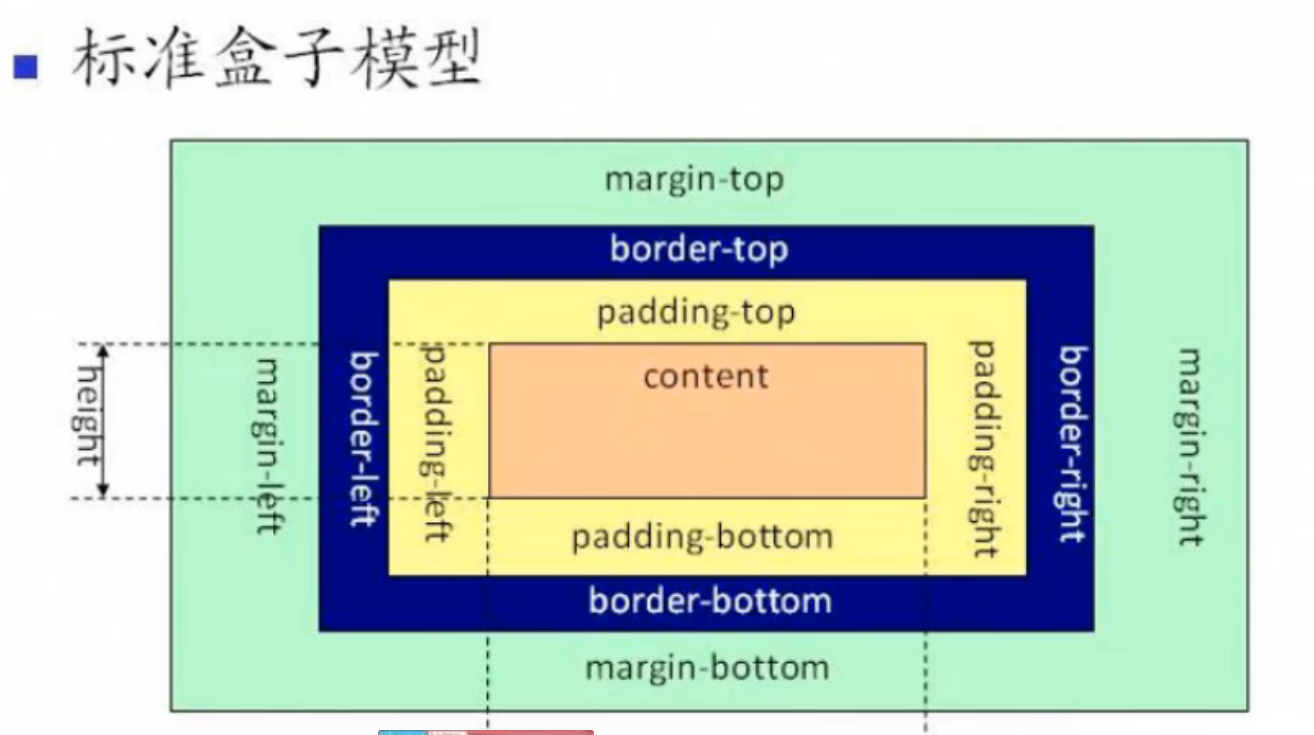 标准盒子模型
margin-top
border-top
padding-top
content
height
margin-left
border-left
padding-left
padding-right
border-right
margin-right
padding-bottom
border-bottom
margin-bottom